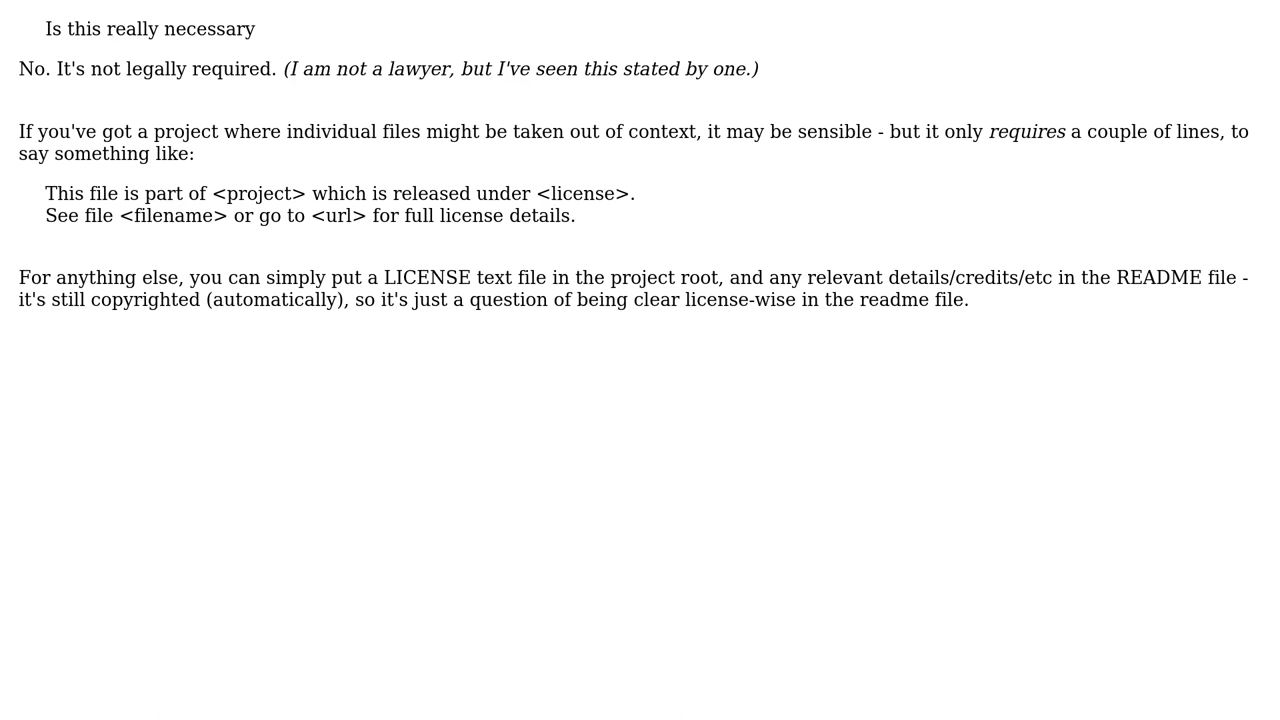 Is this really necessary
No. It's not legally required. (I am not a lawyer, but I've seen this stated by one.)
If you've got a project where individual files might be taken out of context, it may be sensible - but it only requires a couple of lines, to
say something like:
This file is part of <project> which is released under <license>.
See file <filename> or go to <url> for full license details.
For anything else, you can simply put a LICENSE text file in the project root, and any relevant details/credits/etc in the README file -
it's still copyrighted (automatically), so it's just a question of being clear license-wise in the readme file.